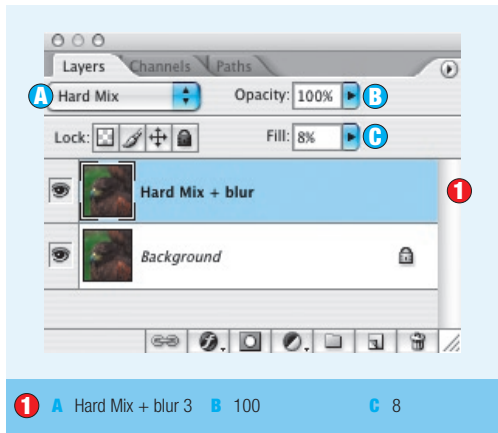 Layers Channels Paths
A Hard Mix Opacity: 100% B
Lock: Fill: 8% C
Hard Mix + blur 1
Background
1 A Hard Mix + blur 3 B 100 C 8